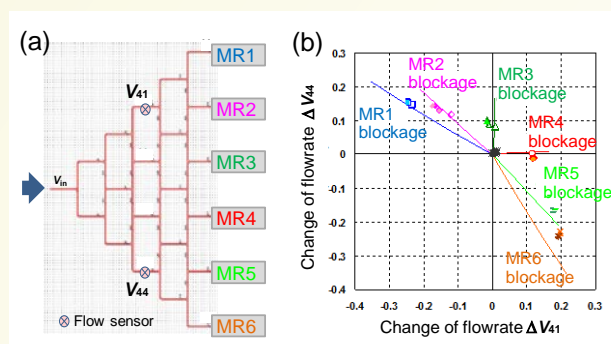 (a)
MR1
V41
MR2
MR3
Vin
MR4
MR5
V44
Flow sensor
MR6
(b)
0.3
0.2
0.1
0
-0.1
-0.2
-0.3
-0.4
Change of flowrate ΔV44
MR2
blockage
MR3
blockage
MR1
blockage
MR4
blockage
MR5
blockage
MR6
blockage
-0.4 -0.3 -0.2 -0.1 0 0.1 0.2 0.3
Change of flowrate ΔV41